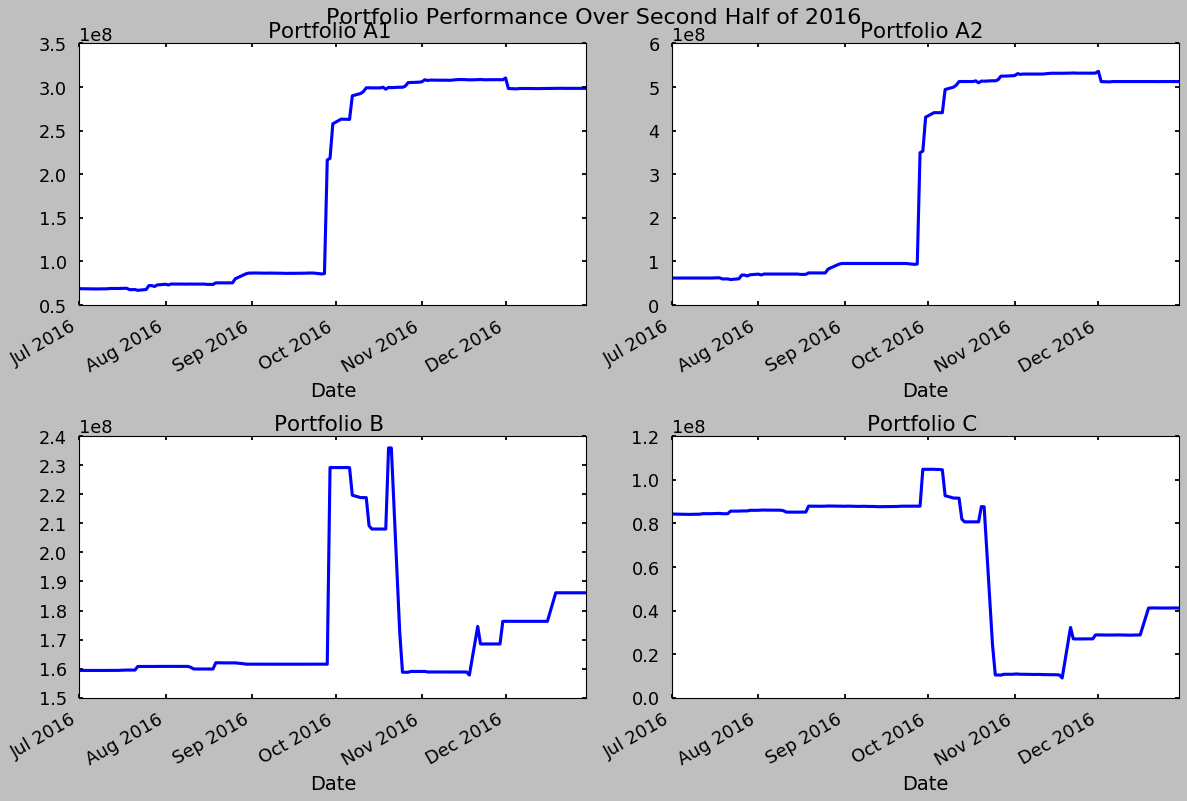 Portfolio Performance Over Second Half of 2016
Portfolio A1
1e8
3.5
3.0
2.5
2.0
1.5
1.0
0.5
Jul 2016
Aug 2016
Sep 2016
Oct 2016
Nov 2016
Dec 2016
Date
Portfolio A2
1e8
6
5
4
3
2
1
0
Jul 2016
Aug 2016
Sep 2016
Oct 2016
Nov 2016
Dec 2016
Date
Portfolio B
1e8
2.4
2.3
2.2
2.1
2.0
1.9
1.8
1.7
1.6
1.5
Jul 2016
Aug 2016
Sep 2016
Oct 2016
Nov 2016
Dec 2016
Date
Portfolio C
1e8
1.2
1.0
0.8
0.6
0.4
0.2
0.0
Jul 2016
Aug 2016
Sep 2016
Oct 2016
Nov 2016
Dec 2016
Date